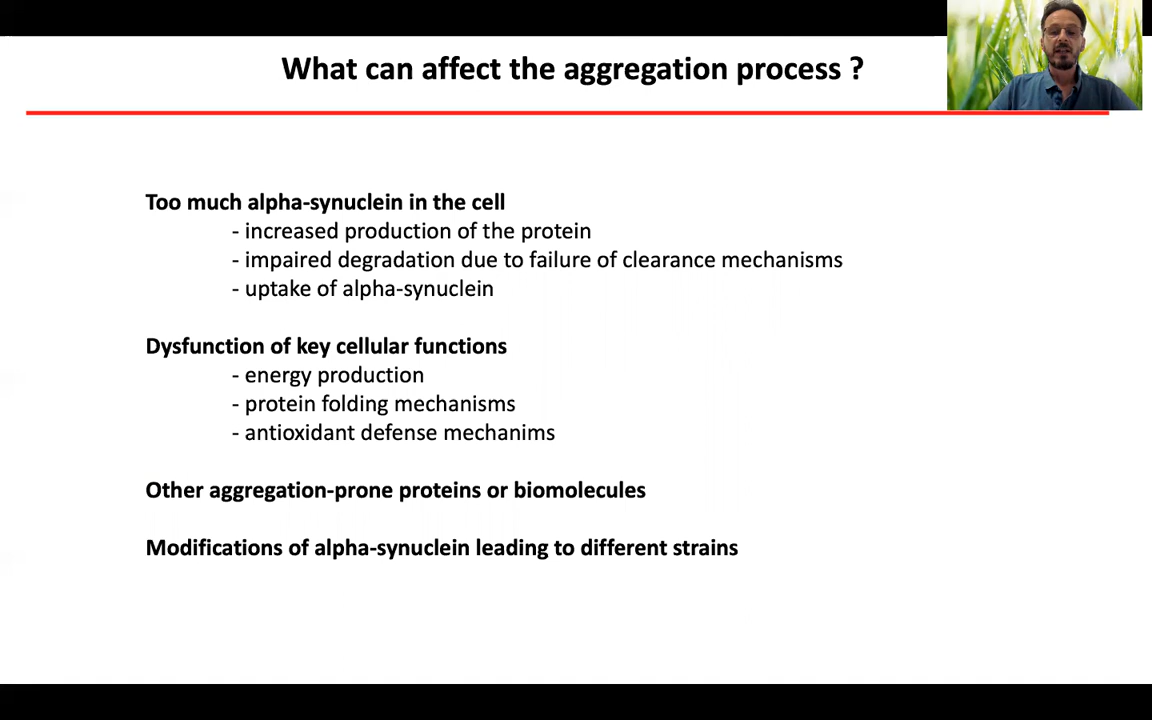 What can affect the aggregation process ?
Too much alpha-synuclein in the cell
- increased production of the protein
- impaired degradation due to failure of clearance mechanisms
- uptake of alpha-synuclein
Dysfunction of key cellular functions
- energy production
- protein folding mechanisms
- antioxidant defense mechanims
Other aggregation-prone proteins or biomolecules
Modifications of alpha-synuclein leading to different strains